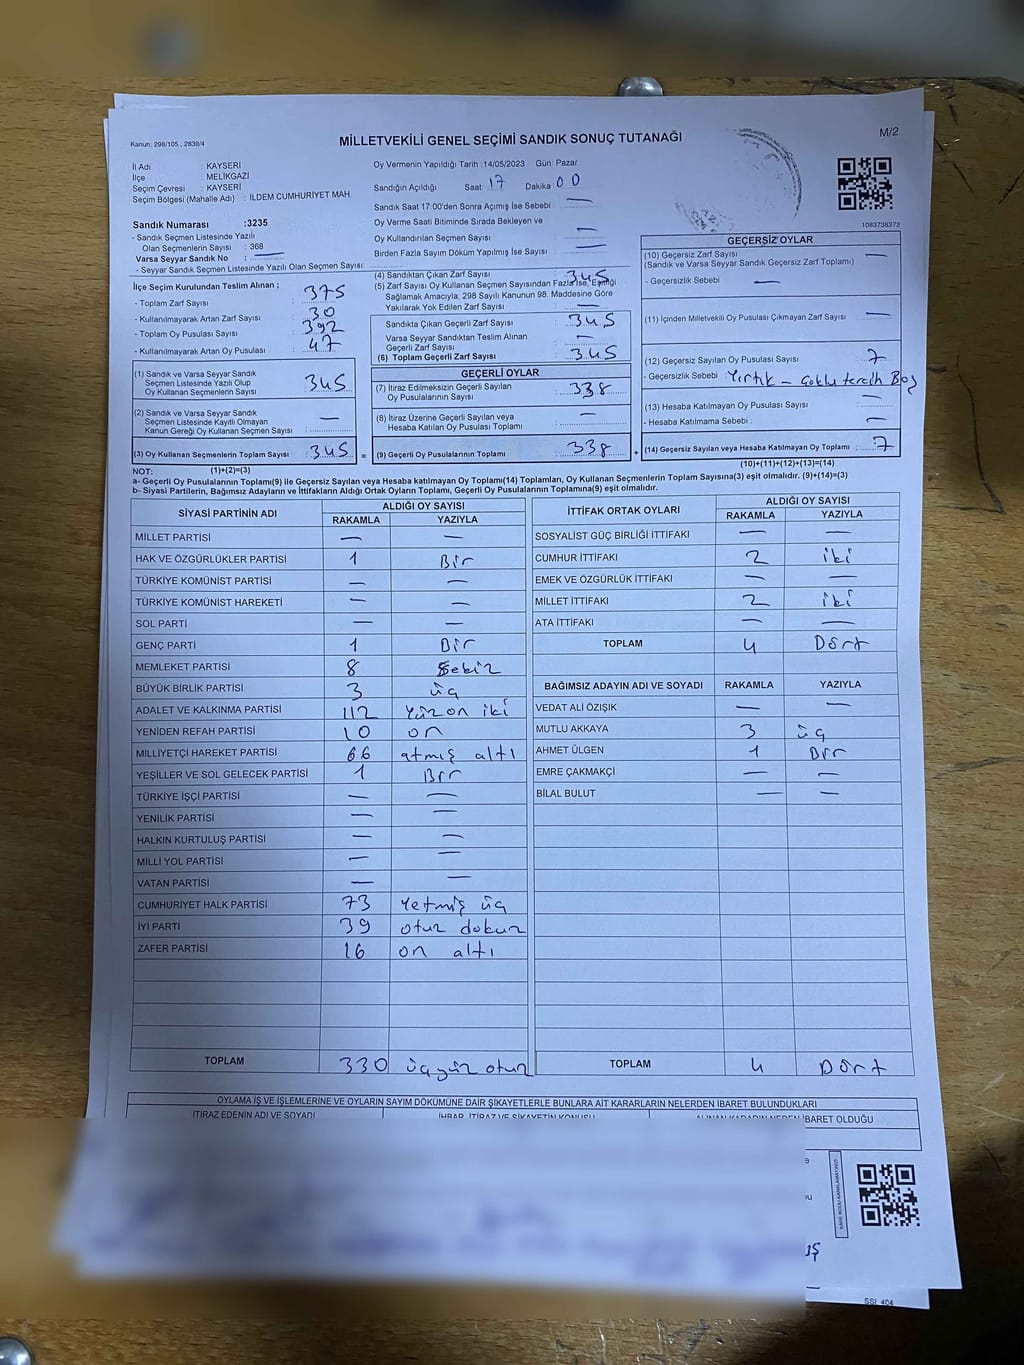 Kanun: 298/105., 2839/4
MİLLETVEKİLİ GENEL SEÇİMİ SANDIK SONUÇ TUTANAĞI
M/2
İl Adı : KAYSERİ
İlçe : MELİKGAZİ
Seçim Çevresi : KAYSERİ
Seçim Bölgesi (Mahalle Adı) : İLDEM CUMHURİYET MAH.
Oy Vermenin Yapıldığı Tarih :14/05/2023 Gün: Pazar
Sandığın Açıldığı Saat: 17 Dakika: 00
Sandık Saat 17:00'den Sonra Açımış İse Sebebi : —
Oy Verme Saati Bitiminde Sırada Bekleyen ve
Oy Kullandırılan Seçmen Sayısı : —
Birden Fazla Sayım Döküm Yapılmış İse Sayısı : —
1083738272
Sandık Numarası :3235
- Sandık Seçmen Listesinde Yazılı
Olan Seçmenlerin Sayısı : 368
Varsa Seyyar Sandık No : —
- Seyyar Sandık Seçmen Listesinde Yazılı Olan Seçmen Sayısı:
İlçe Seçim Kurulundan Teslim Alınan ;
- Toplam Zarf Sayısı : 375
- Kullanılmayarak Artan Zarf Sayısı : 30
- Toplam Oy Pusulası Sayısı : 392
- Kullanılmayarak Artan Oy Pusulası : 47
(4) Sandıktan Çıkan Zarf Sayısı : 345
(5) Zarf Sayısı Oy Kullanan Seçmen Sayısından Fazla İse, Eşitliği
Sağlamak Amacıyla; 298 Sayılı Kanunun 98. Maddesine Göre
Yakılarak Yok Edilen Zarf Sayısı : —
Sandıkta Çıkan Geçerli Zarf Sayısı : 345
Varsa Seyyar Sandıktan Teslim Alınan
Geçerli Zarf Sayısı : —
(6) Toplam Geçerli Zarf Sayısı : 345
GEÇERSİZ OYLAR
(10) Geçersiz Zarf Sayısı : —
(Sandık ve Varsa Seyyar Sandık Geçersiz Zarf Toplamı)
- Geçersizlik Sebebi : —
(11) İçinden Milletvekili Oy Pusulası Çıkmayan Zarf Sayısı : —
(12) Geçersiz Sayılan Oy Pusulası Sayısı : 7
- Geçersizlik Sebebi : Yırtık – çoklu tercih Boş
(13) Hesaba Katılmayan Oy Pusulası Sayısı : —
- Hesaba Katılmama Sebebi : —
(14) Geçersiz Sayılan veya Hesaba Katılmayan Oy Toplamı : 7
(10)+(11)+(12)+(13)=(14)
(1) Sandık ve Varsa Seyyar Sandık
Seçmen Listesinde Yazılı Olup
Oy Kullanan Seçmenlerin Sayısı : 345
(2) Sandık ve Varsa Seyyar Sandık
Seçmen Listesinde Kayıtlı Olmayan
Kanun Gereği Oy Kullanan Seçmen Sayısı : —
(3) Oy Kullanan Seçmenlerin Toplam Sayısı : 345 =
(1)+(2)=(3)
GEÇERLİ OYLAR
(7) İtiraz Edilmeksizin Geçerli Sayılan
Oy Pusulalarının Sayısı : 338
(8) İtiraz Üzerine Geçerli Sayılan veya
Hesaba Katılan Oy Pusulası Toplamı : —
(9) Geçerli Oy Pusulalarının Toplamı : 338 +
NOT:
a- Geçerli Oy Pusulalarının Toplamı(9) ile Geçersiz Sayılan veya Hesaba katılmayan Oy Toplamı(14) Toplamları, Oy Kullanan Seçmenlerin Toplam Sayısına(3) eşit olmalıdır. (9)+(14)=(3)
b- Siyasi Partilerin, Bağımsız Adayların ve İttifakların Aldığı Ortak Oyların Toplamı, Geçerli Oy Pusulalarının Toplamına(9) eşit olmalıdır.
SİYASİ PARTİNİN ADI ALDIĞI OY SAYISI
RAKAMLA YAZIYLA
MİLLET PARTİSİ — —
HAK VE ÖZGÜRLÜKLER PARTİSİ 1 Bir
TÜRKİYE KOMÜNİST PARTİSİ — —
TÜRKİYE KOMÜNİST HAREKETİ — —
SOL PARTİ — —
GENÇ PARTİ 1 Bir
MEMLEKET PARTİSİ 8 Sekiz
BÜYÜK BİRLİK PARTİSİ 3 üç
ADALET VE KALKINMA PARTİSİ 112 Yüz on iki
YENİDEN REFAH PARTİSİ 10 on
MİLLİYETÇİ HAREKET PARTİSİ 66 atmış altı
YEŞİLLER VE SOL GELECEK PARTİSİ 1 Bir
TÜRKİYE İŞÇİ PARTİSİ — —
YENİLİK PARTİSİ — —
HALKIN KURTULUŞ PARTİSİ — —
MİLLİ YOL PARTİSİ — —
VATAN PARTİSİ — —
CUMHURİYET HALK PARTİSİ 73 Yetmiş üç
İYİ PARTİ 39 otuz dokuz
ZAFER PARTİSİ 16 on altı
TOPLAM 330 üçyüz otuz
İTTİFAK ORTAK OYLARI ALDIĞI OY SAYISI
RAKAMLA YAZIYLA
SOSYALİST GÜÇ BİRLİĞİ İTTİFAKI — —
CUMHUR İTTİFAKI 2 iki
EMEK VE ÖZGÜRLÜK İTTİFAKI — —
MİLLET İTTİFAKI 2 iki
ATA İTTİFAKI — —
TOPLAM 4 Dört
BAĞIMSIZ ADAYIN ADI VE SOYADI RAKAMLA YAZIYLA
VEDAT ALİ ÖZIŞIK — —
MUTLU AKKAYA 3 üç
AHMET ÜLGEN 1 Bir
EMRE ÇAKMAKÇİ — —
BİLAL BULUT — —
TOPLAM 4 Dört
OYLAMA İŞ VE İŞLEMLERİNE VE OYLARIN SAYIM DÖKÜMÜNE DAİR ŞİKAYETLERLE BUNLARA AİT KARARLARIN NELERDEN İBARET BULUNDUKLARI
İTİRAZ EDENİN ADI VE SOYADI İHBAR, İTİRAZ VE ŞİKAYETİN KONUSU ALINAN KARARIN NEDEN İBARET OLDUĞU
SSİ 404